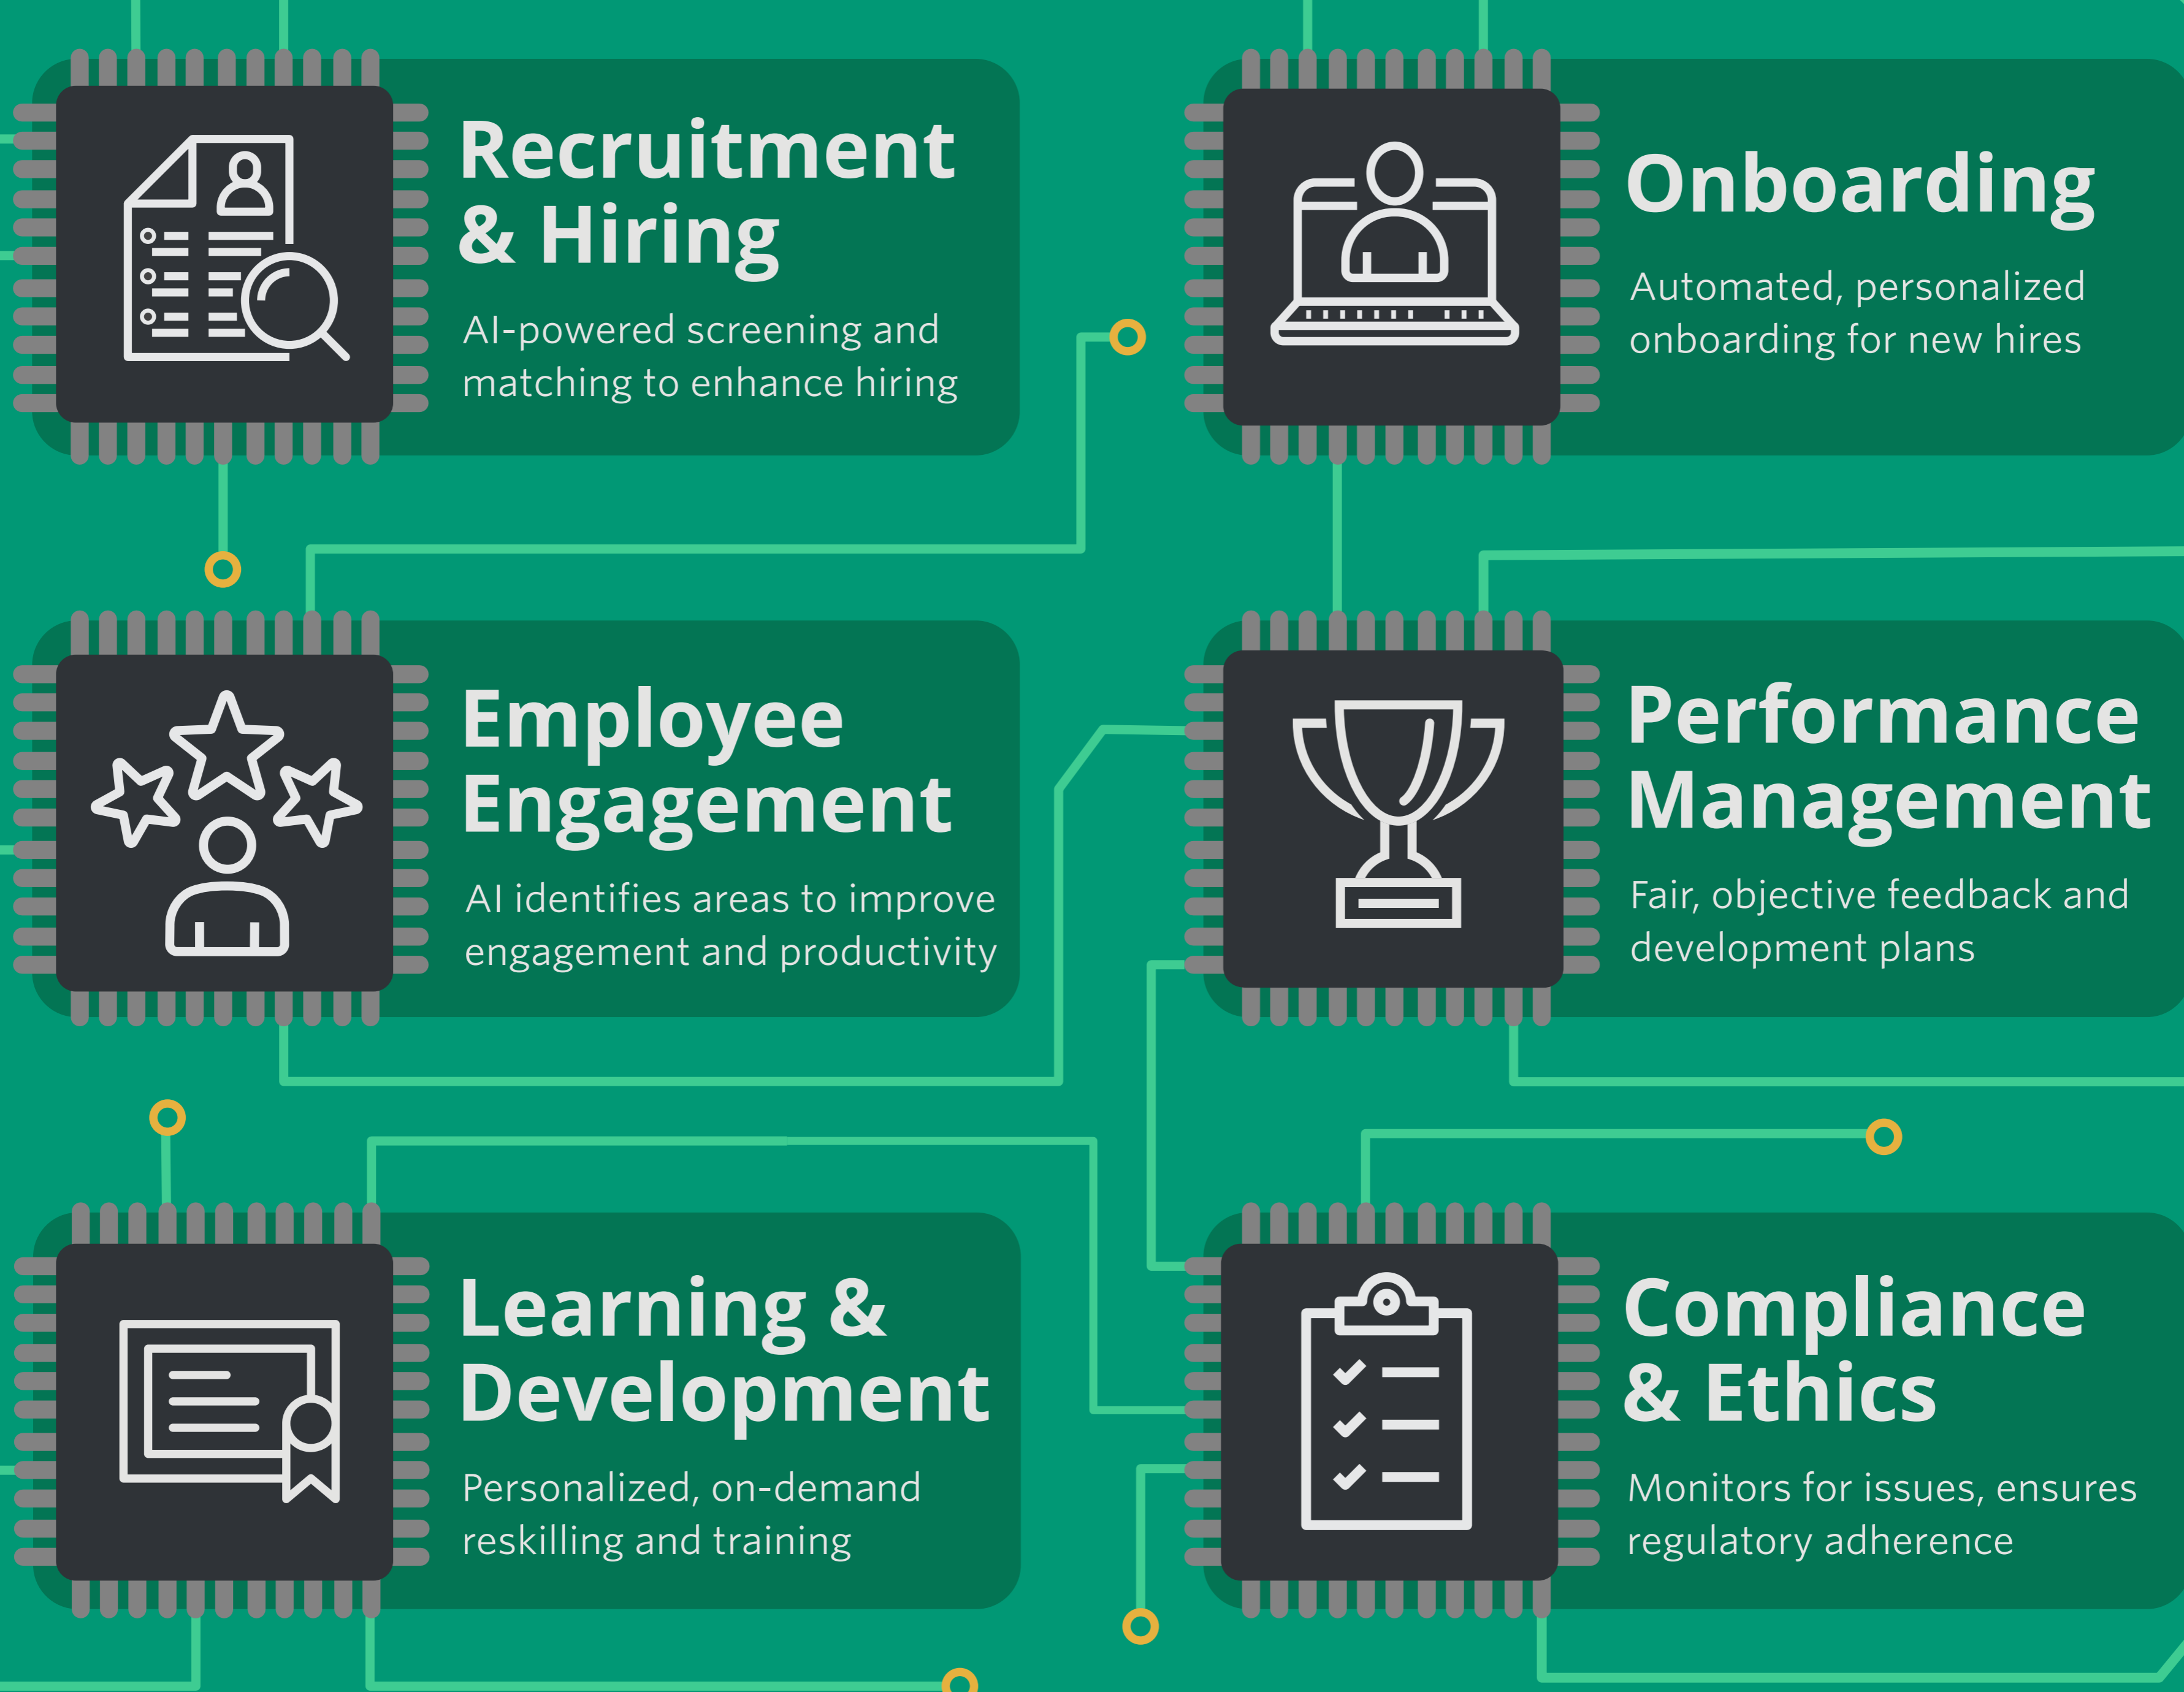 Recruitment
& Hiring
AI-powered screening and
matching to enhance hiring
Onboarding
Automated, personalized
onboarding for new hires
Employee
Engagement
AI identifies areas to improve
engagement and productivity
Performance
Management
Fair, objective feedback and
development plans
Learning &
Development
Personalized, on-demand
reskilling and training
Compliance
& Ethics
Monitors for issues, ensures
regulatory adherence